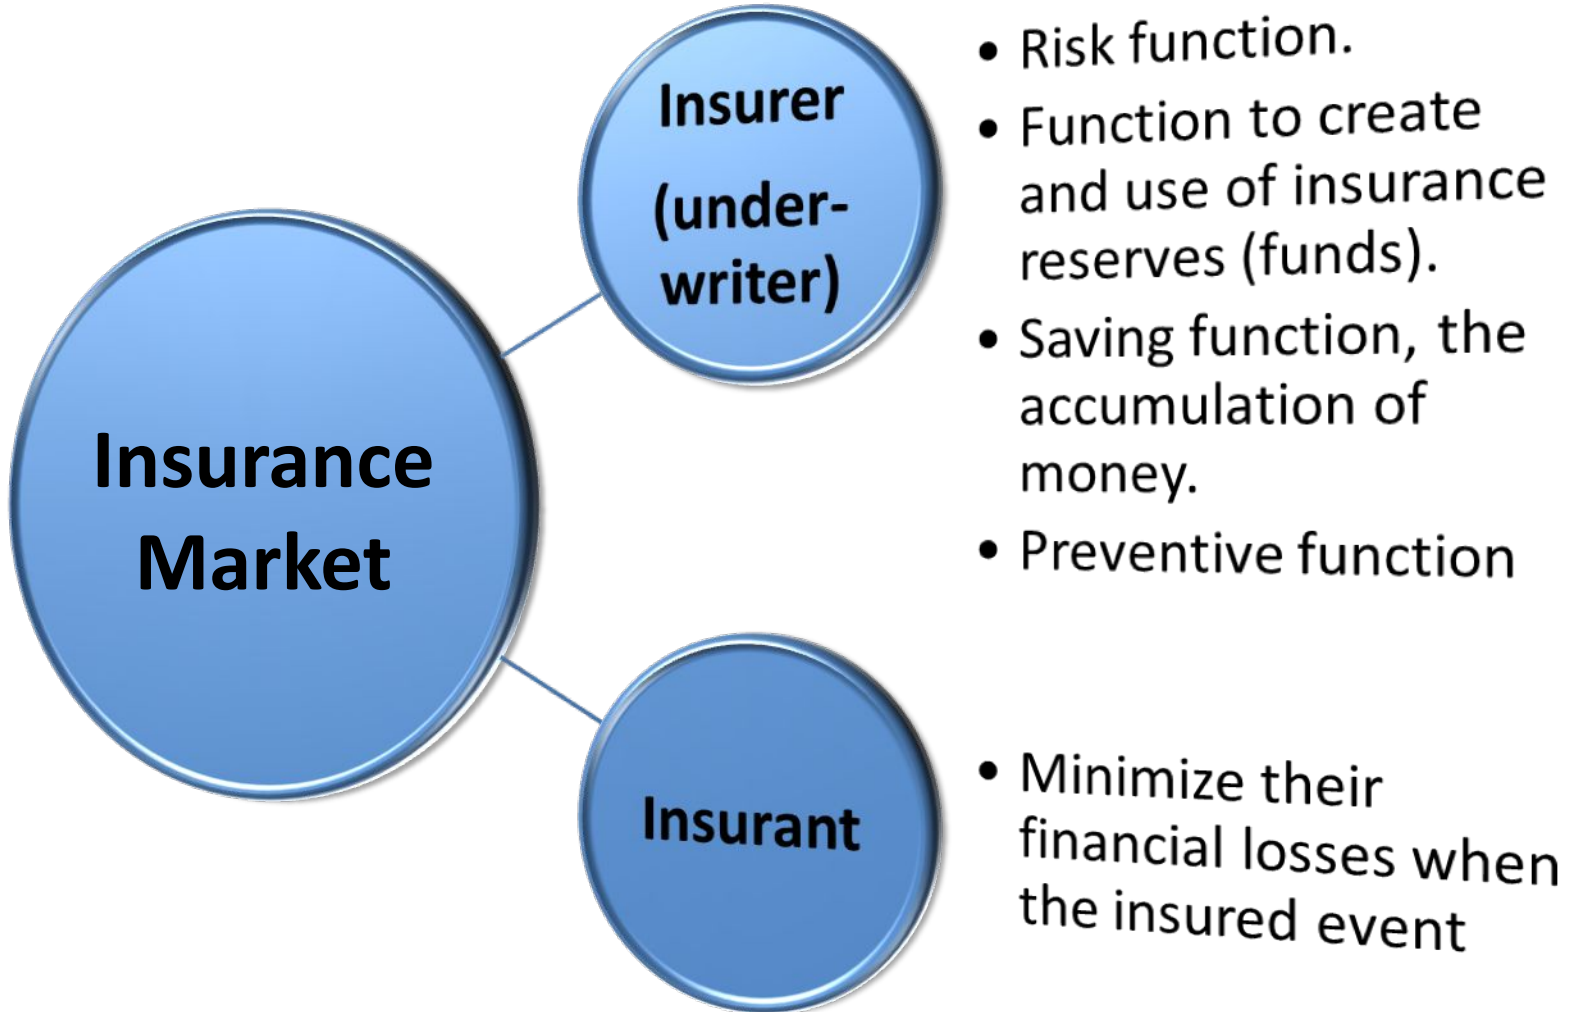 Insurance
Market
Insurer
(under-
writer)
• Risk function.
• Function to create
and use of insurance
reserves (funds).
• Saving function, the
accumulation of
money.
• Preventive function
Insurant
• Minimize their
financial losses when
the insured event